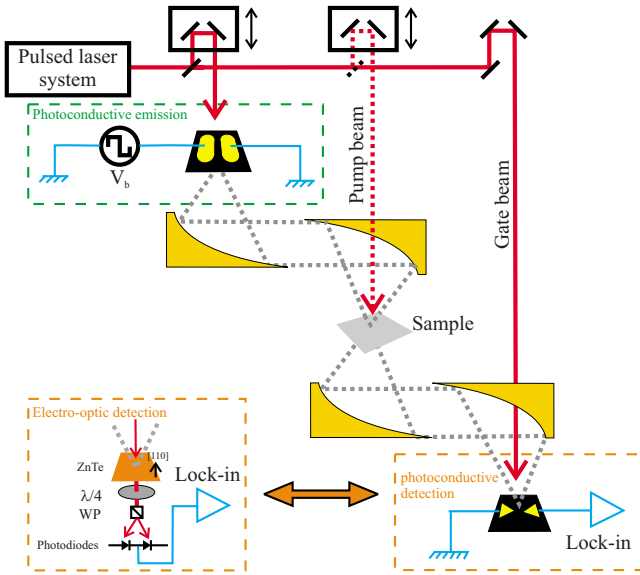 Pulsed laser
system
Photoconductive emission
V_b
Pump beam
Gate beam
Sample
Electro-optic detection
[110]
ZnTe
λ/4
WP
Photodiodes
Lock-in
photoconductive
detection
Lock-in